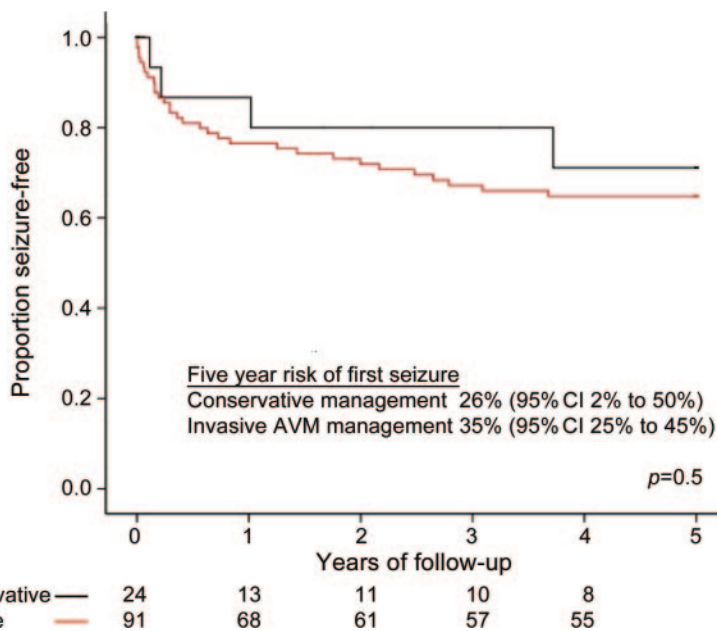 1.0
0.8
0.6
0.4
0.2
0.0
Proportion seizure-free
Five year risk of first seizure
Conservative management 26% (95% CI 2% to 50%)
Invasive AVM management 35% (95% CI 25% to 45%)
p=0.5
0 1 2 3 4 5
Years of follow-up
vative 24 13 11 10 8
e 91 68 61 57 55